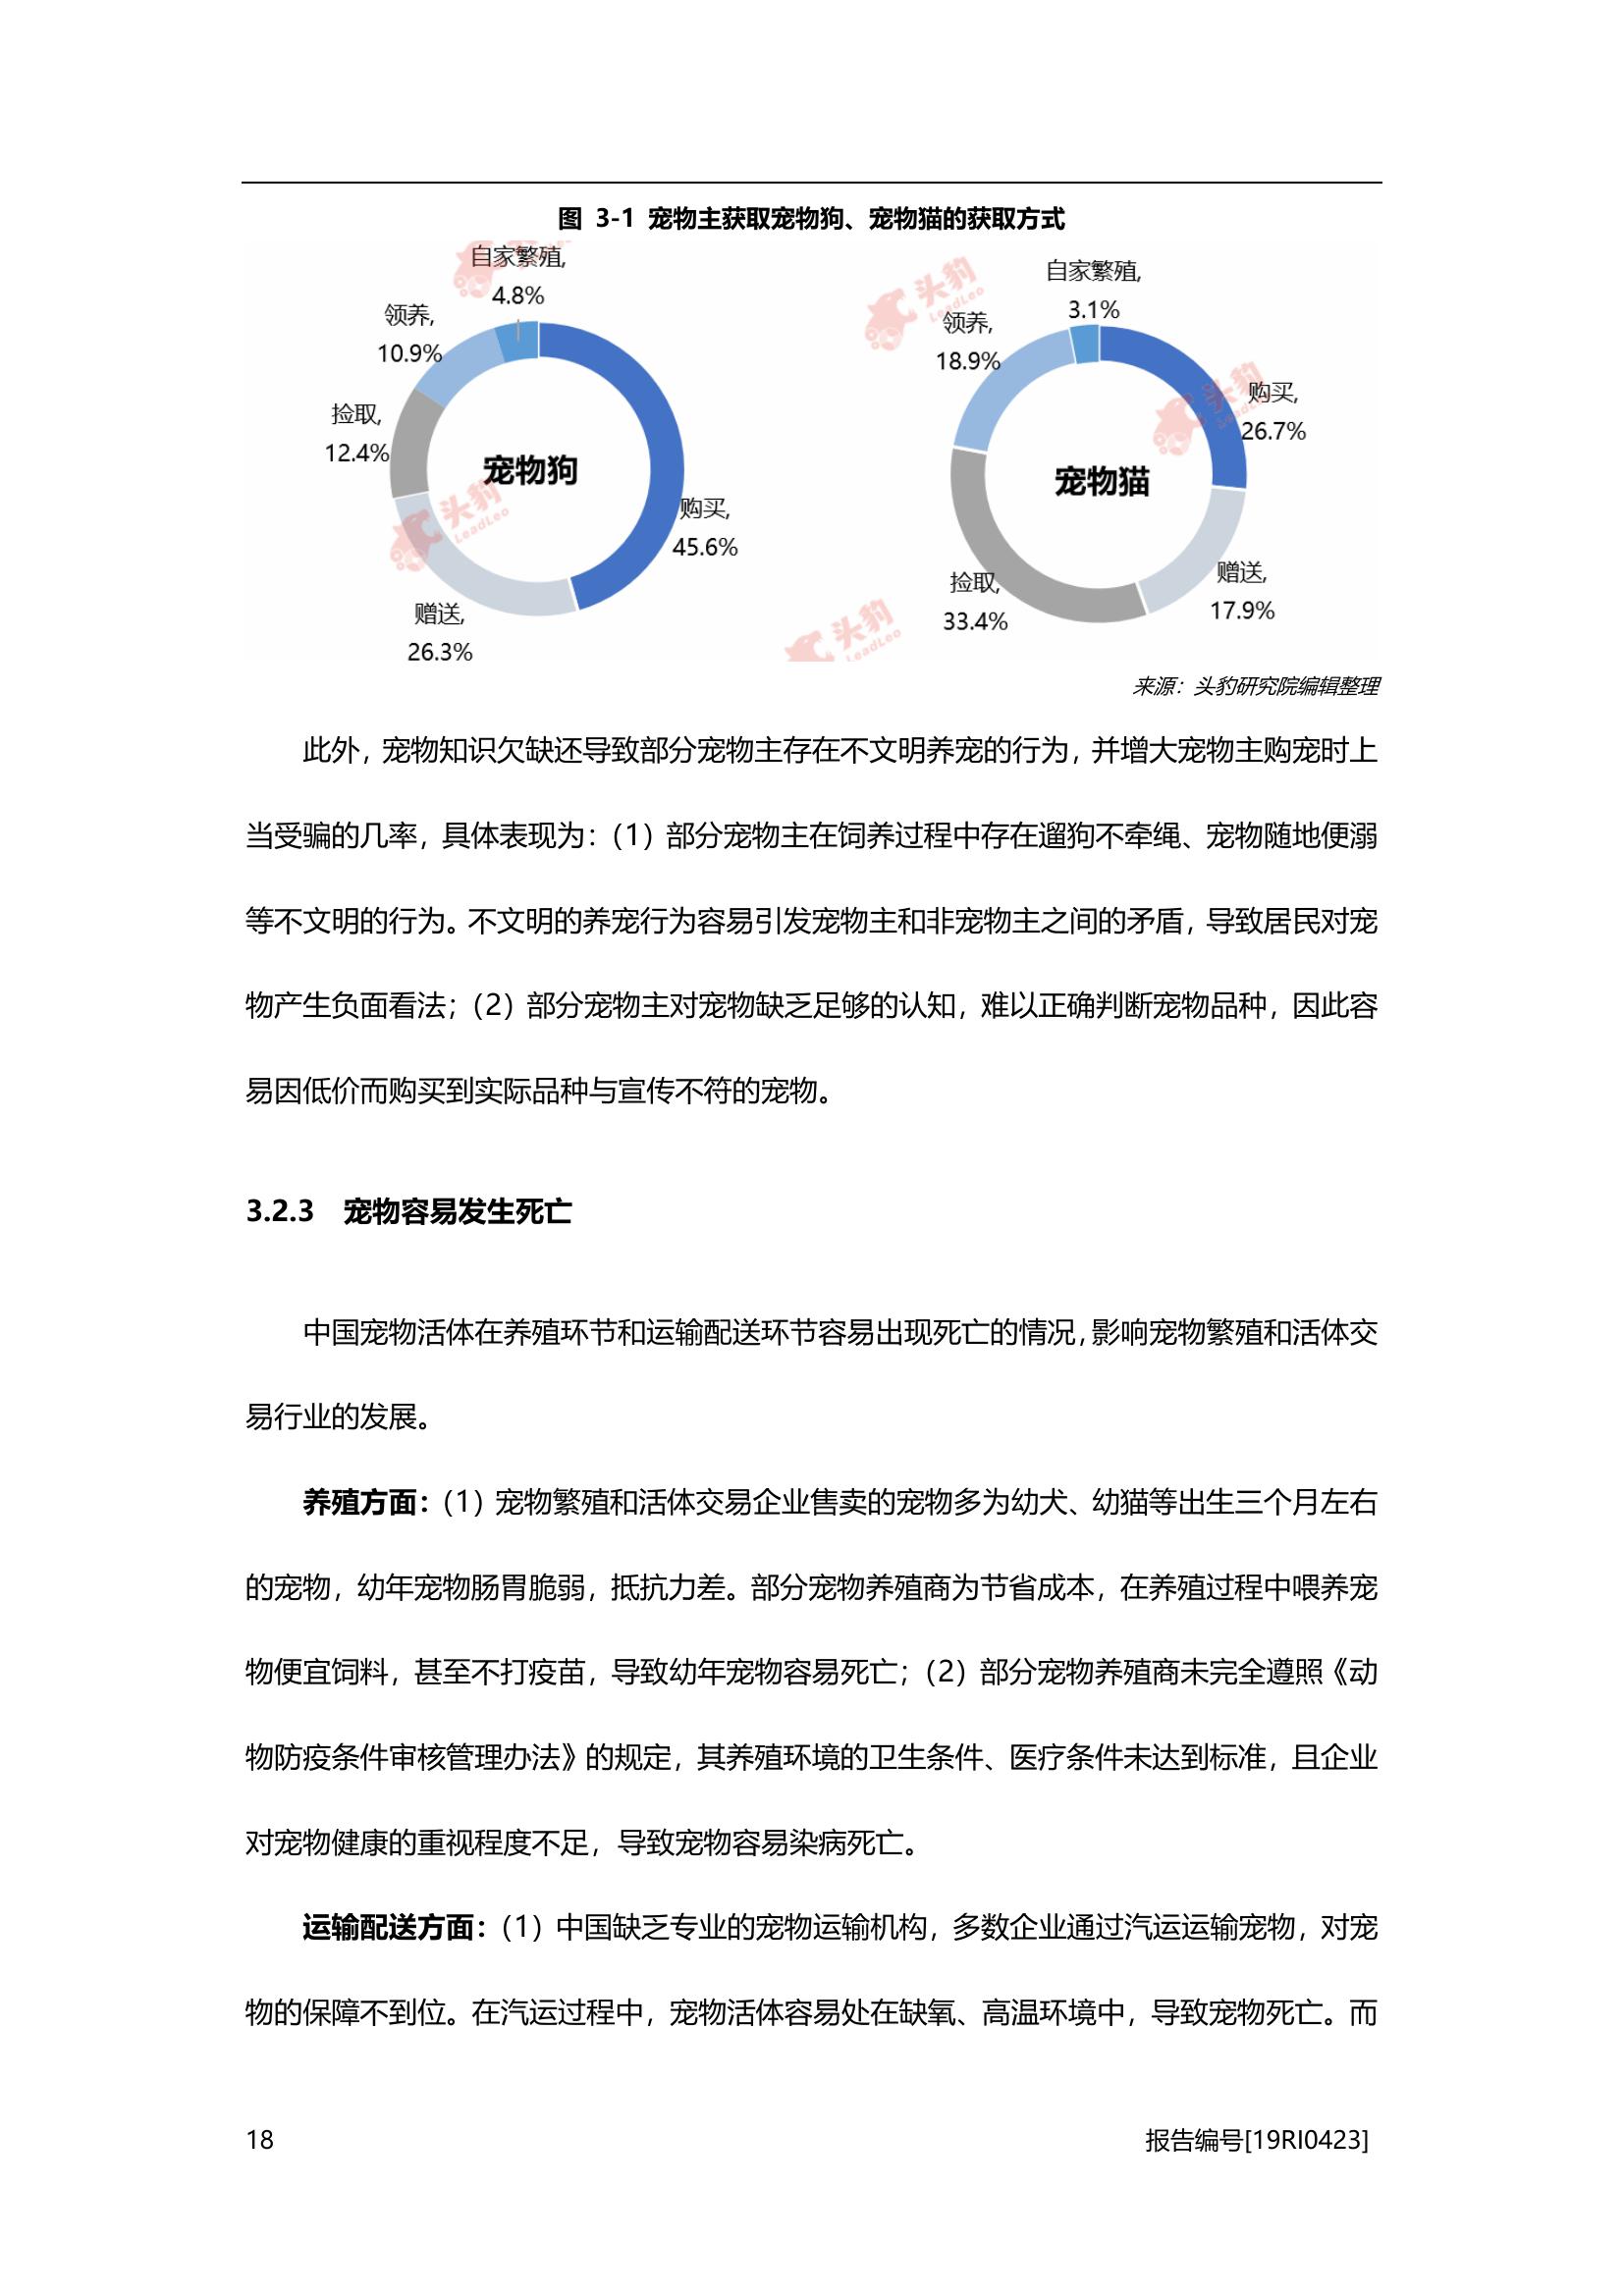 图 3-1 宠物主获取宠物狗、宠物猫的获取方式
自家繁殖,
4.8%
领养,
10.9%
捡取,
12.4%
宠物狗
购买,
45.6%
赠送,
26.3%
自家繁殖,
3.1%
领养,
18.9%
购买,
26.7%
宠物猫
捡取,
33.4%
赠送,
17.9%
头豹
LeadLeo
头豹
LeadLeo
头豹
LeadLeo
头豹
LeadLeo
来源：头豹研究院编辑整理
此外，宠物知识欠缺还导致部分宠物主存在不文明养宠的行为，并增大宠物主购宠时上
当受骗的几率，具体表现为：（1）部分宠物主在饲养过程中存在遛狗不牵绳、宠物随地便溺
等不文明的行为。不文明的养宠行为容易引发宠物主和非宠物主之间的矛盾，导致居民对宠
物产生负面看法；（2）部分宠物主对宠物缺乏足够的认知，难以正确判断宠物品种，因此容
易因低价而购买到实际品种与宣传不符的宠物。
3.2.3 宠物容易发生死亡
中国宠物活体在养殖环节和运输配送环节容易出现死亡的情况，影响宠物繁殖和活体交
易行业的发展。
养殖方面：（1）宠物繁殖和活体交易企业售卖的宠物多为幼犬、幼猫等出生三个月左右
的宠物，幼年宠物肠胃脆弱，抵抗力差。部分宠物养殖商为节省成本，在养殖过程中喂养宠
物便宜饲料，甚至不打疫苗，导致幼年宠物容易死亡；（2）部分宠物养殖商未完全遵照《动
物防疫条件审核管理办法》的规定，其养殖环境的卫生条件、医疗条件未达到标准，且企业
对宠物健康的重视程度不足，导致宠物容易染病死亡。
运输配送方面：（1）中国缺乏专业的宠物运输机构，多数企业通过汽运运输宠物，对宠
物的保障不到位。在汽运过程中，宠物活体容易处在缺氧、高温环境中，导致宠物死亡。而
18
报告编号[19RI0423]